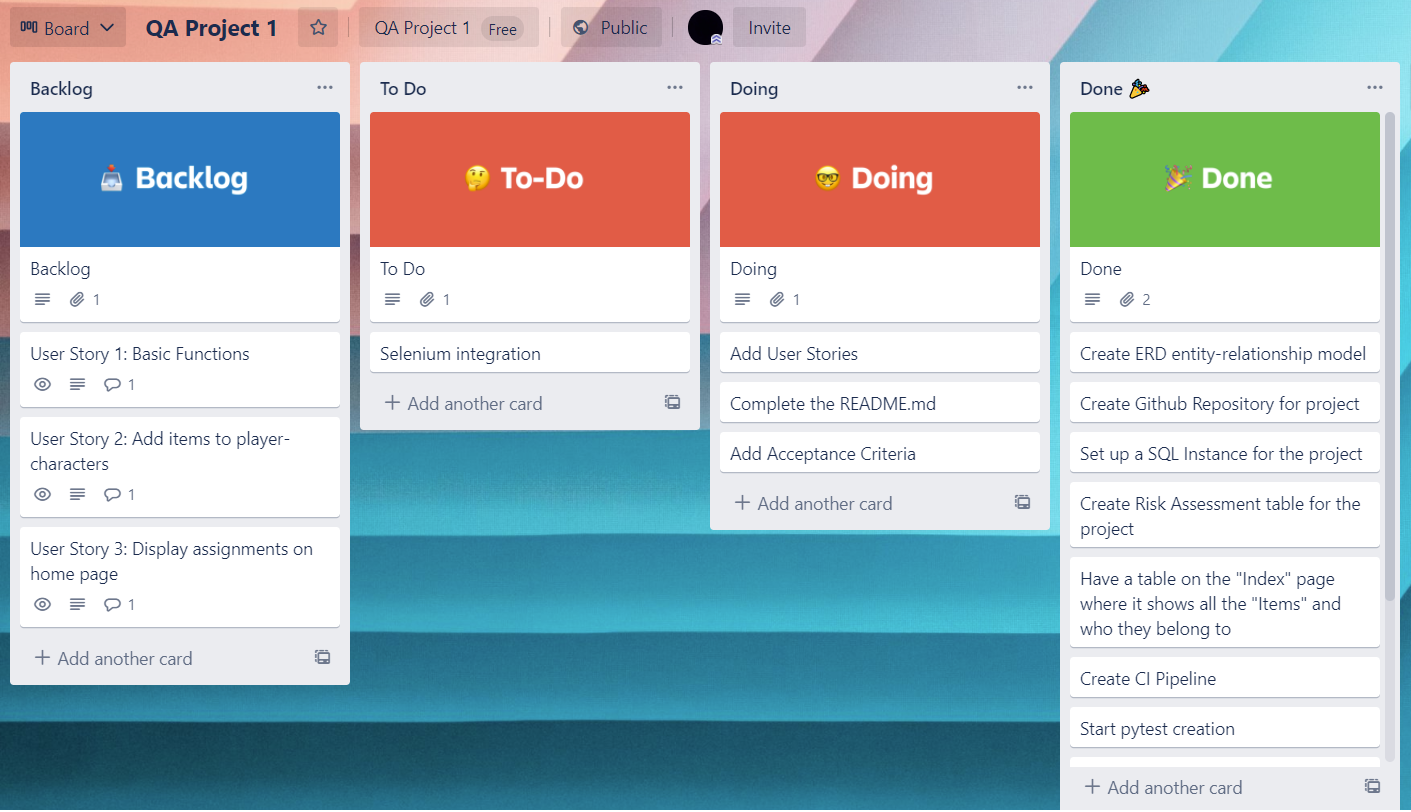 Board
QA Project 1
QA Project 1 Free
Public
Invite
Backlog
Backlog
Backlog
1
User Story 1: Basic Functions
1
User Story 2: Add items to player-
characters
1
User Story 3: Display assignments on
home page
1
+ Add another card
To Do
To-Do
To Do
1
Selenium integration
+ Add another card
Doing
Doing
Doing
1
Add User Stories
Complete the README.md
Add Acceptance Criteria
+ Add another card
Done 🎉
Done
Done
2
Create ERD entity-relationship model
Create Github Repository for project
Set up a SQL Instance for the project
Create Risk Assessment table for the
project
Have a table on the "Index" page
where it shows all the "Items" and
who they belong to
Create CI Pipeline
Start pytest creation
+ Add another card